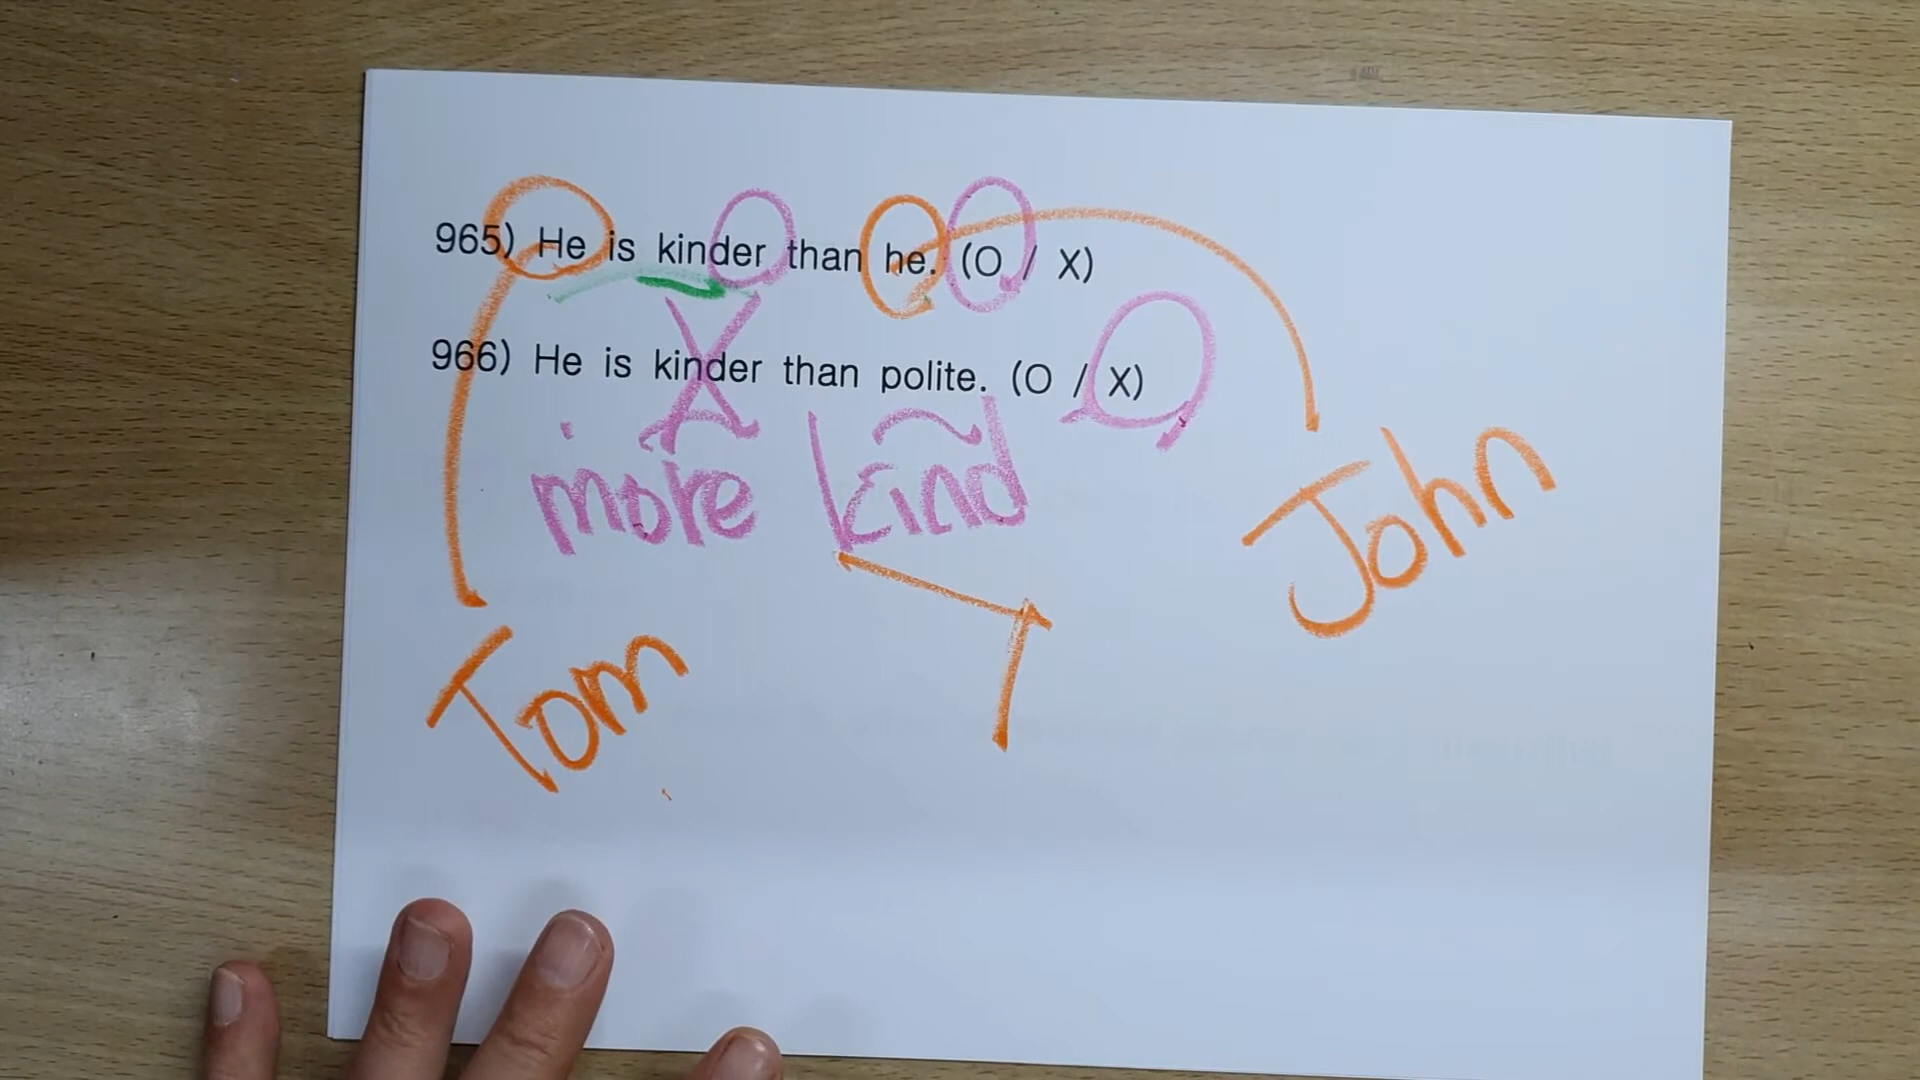 965) He is kinder than he. (O / X)
966) He is kinder than polite. (O / X)
more kind
John
Tom